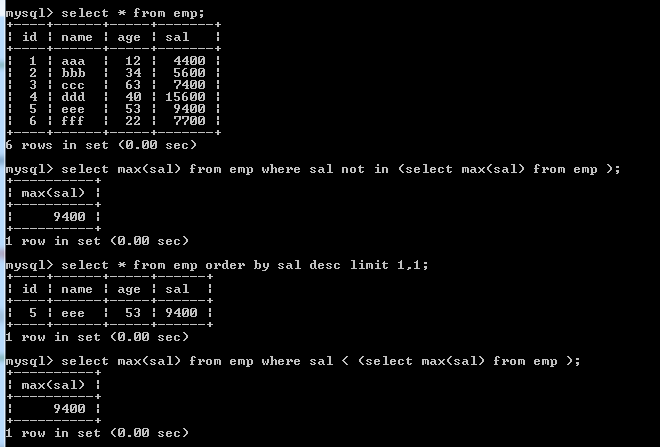 mysql> select * from emp;
+----+------+------+-------+
| id | name | age | sal |
+----+------+------+-------+
| 1 | aaa | 12 | 4400 |
| 2 | bbb | 34 | 5600 |
| 3 | ccc | 63 | 7400 |
| 4 | ddd | 40 | 15600 |
| 5 | eee | 53 | 9400 |
| 6 | fff | 22 | 7700 |
+----+------+------+-------+
6 rows in set (0.00 sec)
mysql> select max(sal) from emp where sal not in (select max(sal) from emp );
+----------+
| max(sal) |
+----------+
| 9400 |
+----------+
1 row in set (0.00 sec)
mysql> select * from emp order by sal desc limit 1,1;
+----+------+------+------+
| id | name | age | sal |
+----+------+------+------+
| 5 | eee | 53 | 9400 |
+----+------+------+------+
1 row in set (0.00 sec)
mysql> select max(sal) from emp where sal < (select max(sal) from emp );
+----------+
| max(sal) |
+----------+
| 9400 |
+----------+
1 row in set (0.00 sec)